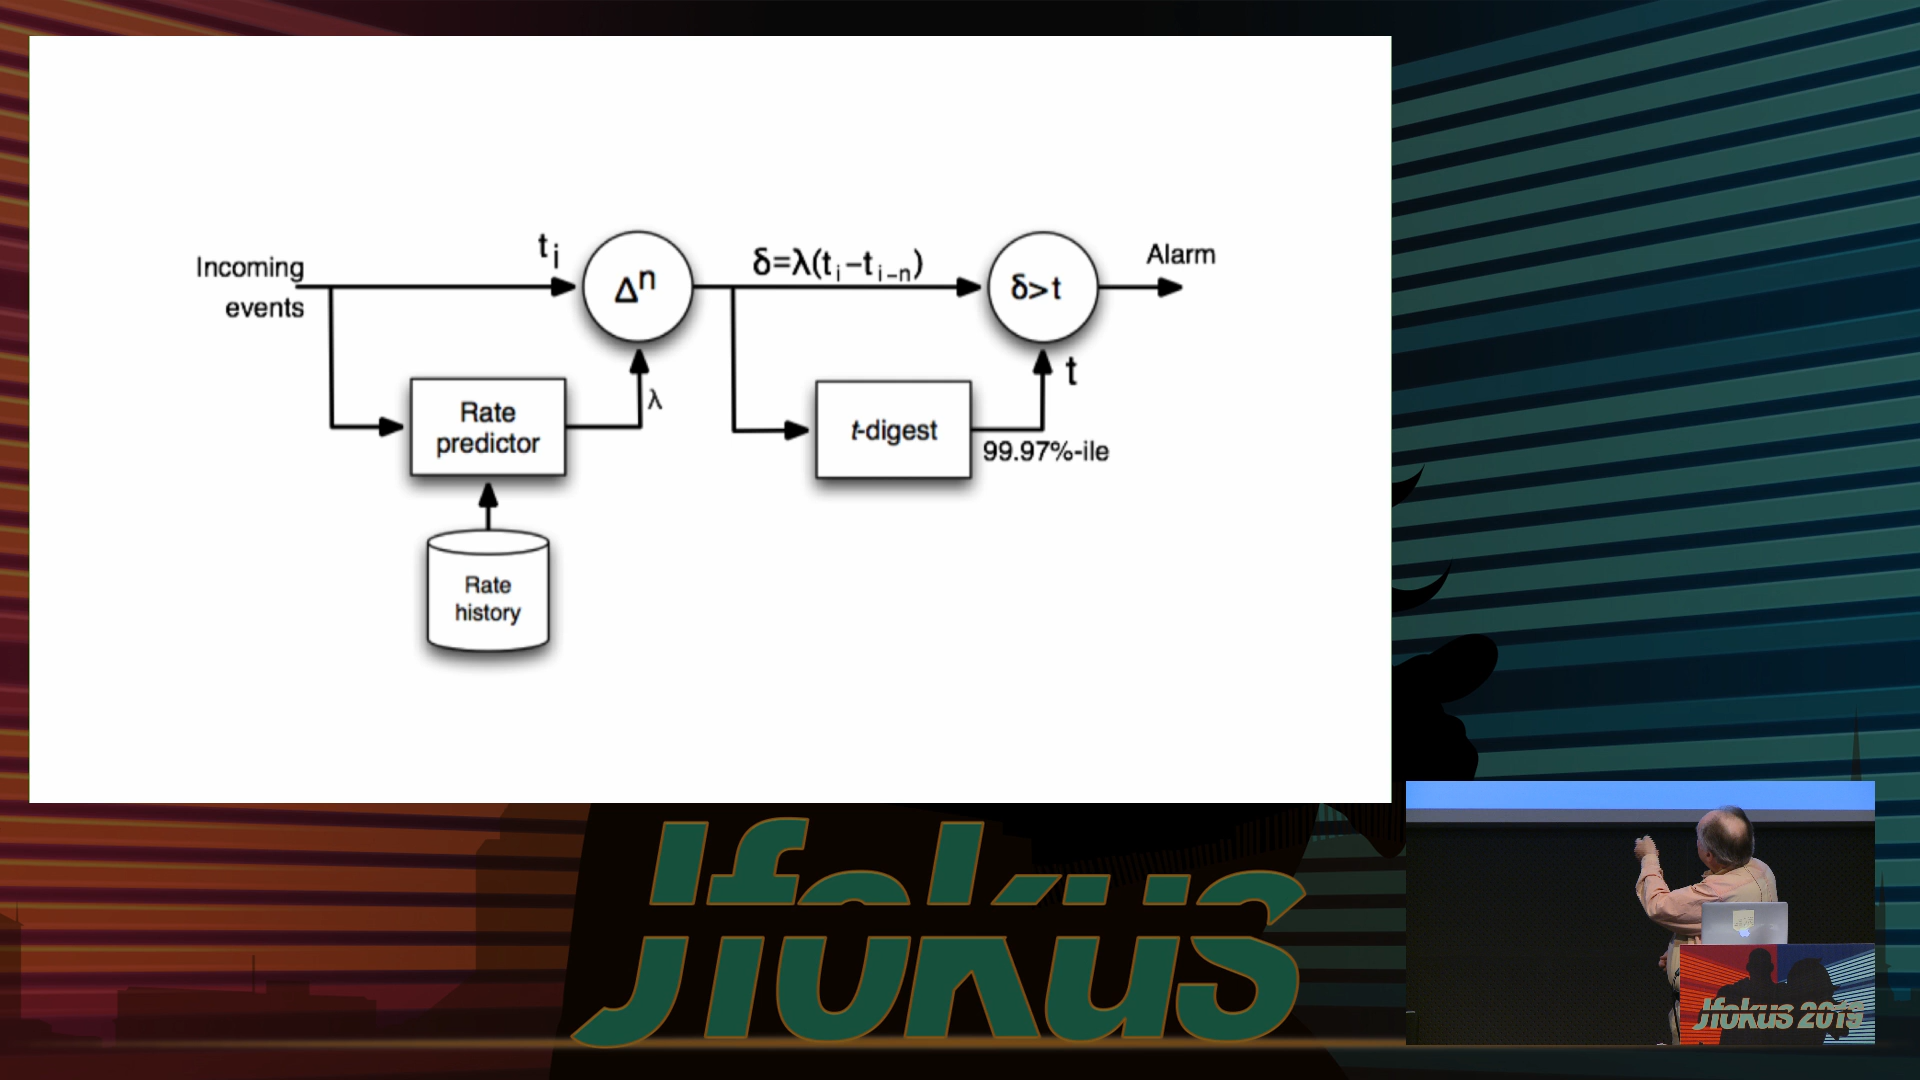 Incoming
events
tᵢ
Δⁿ
δ=λ(tᵢ−tᵢ₋ₙ)
δ>t
Alarm
Rate
predictor
λ
t-digest
t
99.97%-ile
Rate
history
Jfokus
Jfokus 2019